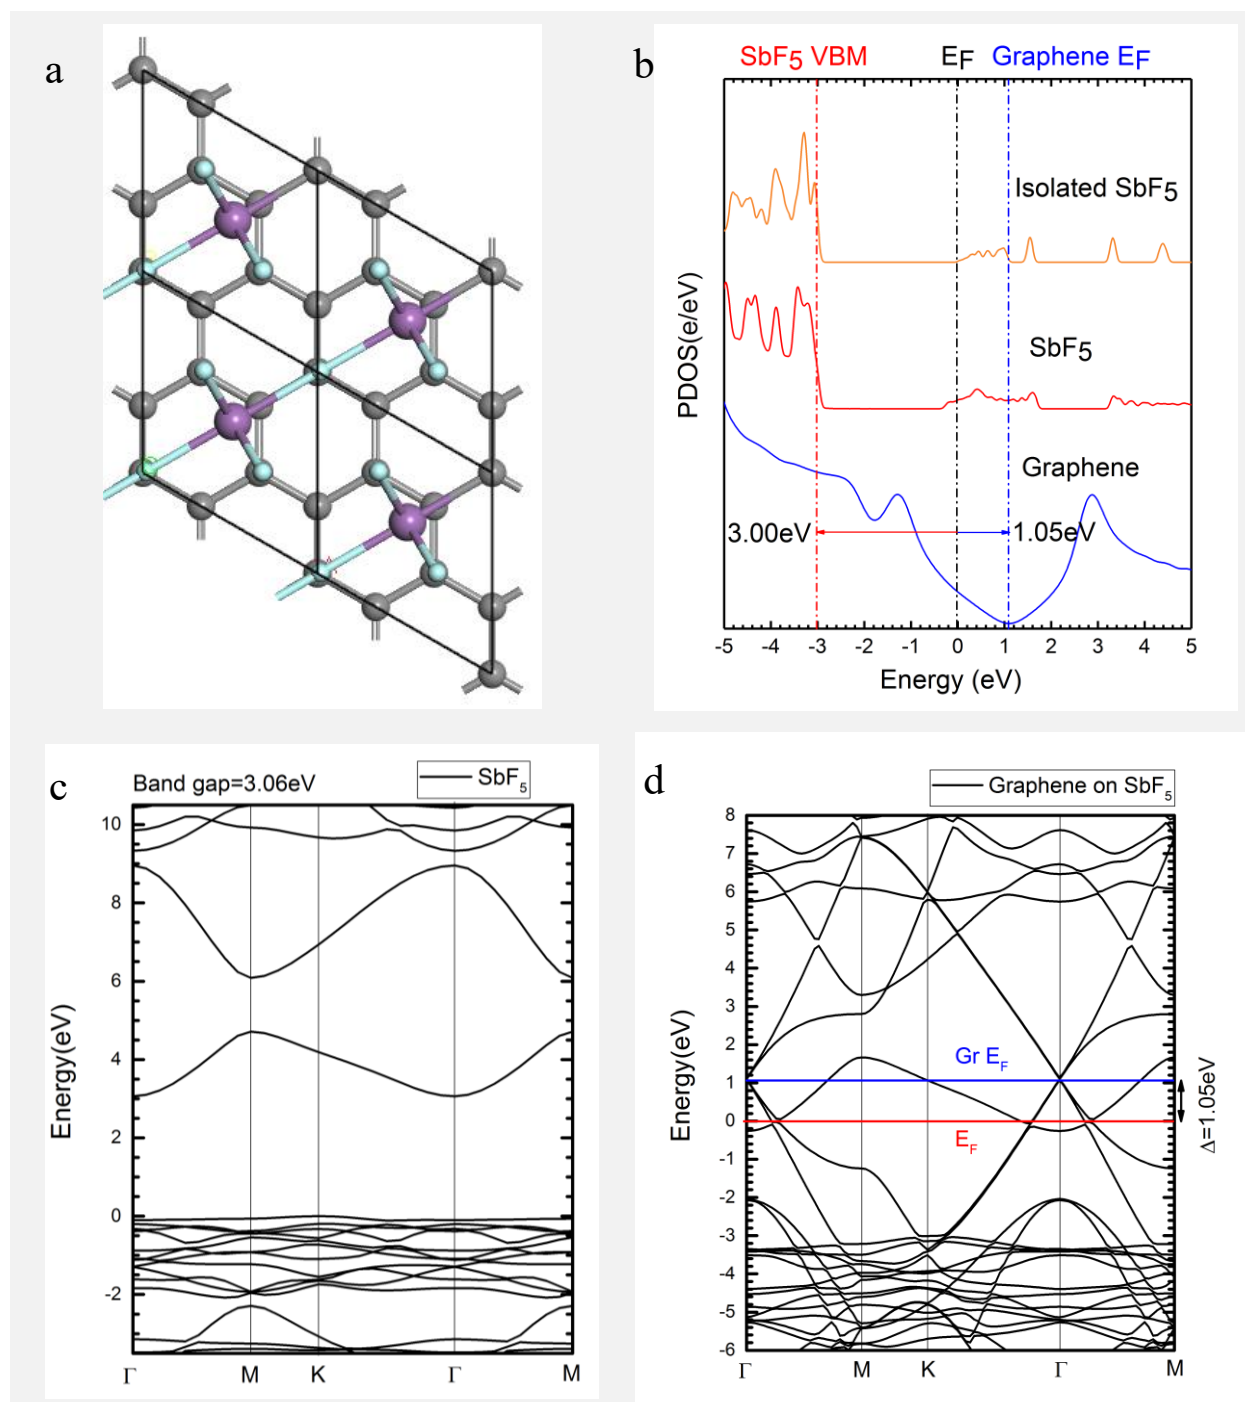 a
b
SbF5 VBM
EF
Graphene EF
Isolated SbF5
SbF5
Graphene
3.00eV
1.05eV
PDOS(e/eV)
-5 -4 -3 -2 -1 0 1 2 3 4 5
Energy (eV)
c
Band gap=3.06eV
SbF5
10
8
6
4
2
0
-2
Energy(eV)
Γ M K Γ M
d
Graphene on SbF5
8
7
6
5
4
3
2
1
0
-1
-2
-3
-4
-5
-6
Energy(eV)
Gr EF
EF
Δ=1.05eV
Γ M K Γ M